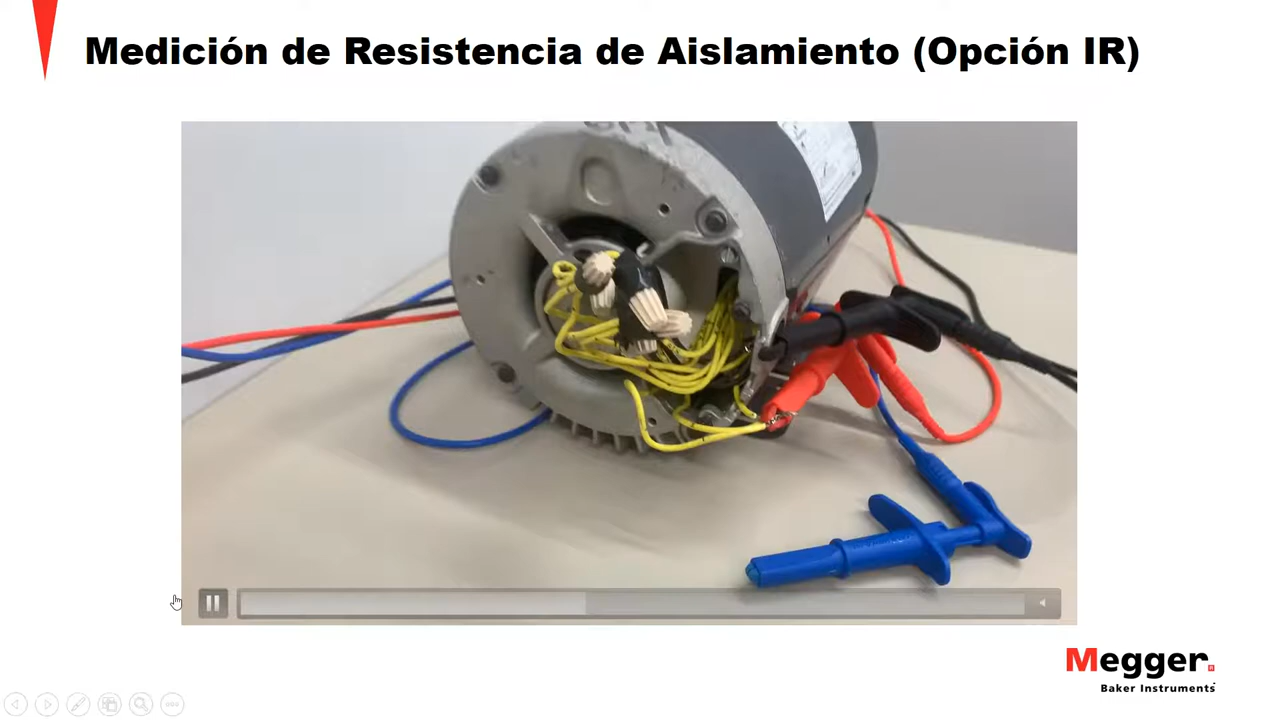 Medición de Resistencia de Aislamiento (Opción IR)
Megger.
Baker Instruments